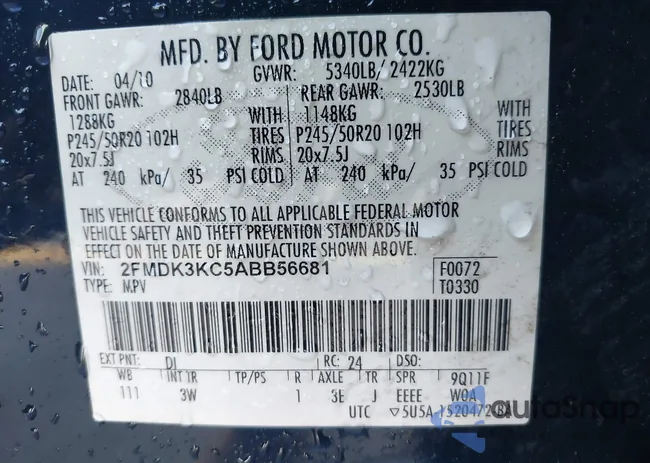 MFD. BY FORD MOTOR CO.
DATE: 04/10 GVWR: 5340LB/ 2422KG
FRONT GAWR: 2840LB REAR GAWR: 2530LB
1288KG WITH 1148KG WITH
P245/50R20 102H TIRES P245/50R20 102H TIRES
20x7.5J RIMS 20x7.5J RIMS
AT 240 kPa/ 35 PSI COLD AT 240 kPa/ 35 PSI COLD
THIS VEHICLE CONFORMS TO ALL APPLICABLE FEDERAL MOTOR
VEHICLE SAFETY AND THEFT PREVENTION STANDARDS
IN EFFECT ON THE DATE OF MANUFACTURE SHOWN ABOVE.
VIN: 2FMDK3KC5ABB56681 F0072
TYPE: MPV T0330
EXT PNT: DI RC: 24 DSO:
WB INT TR TP/PS R AXLE TR SPR 9Q11F
111 3W 1 3E J EEEE WOA
UTC ▽5U5A
autoSnap